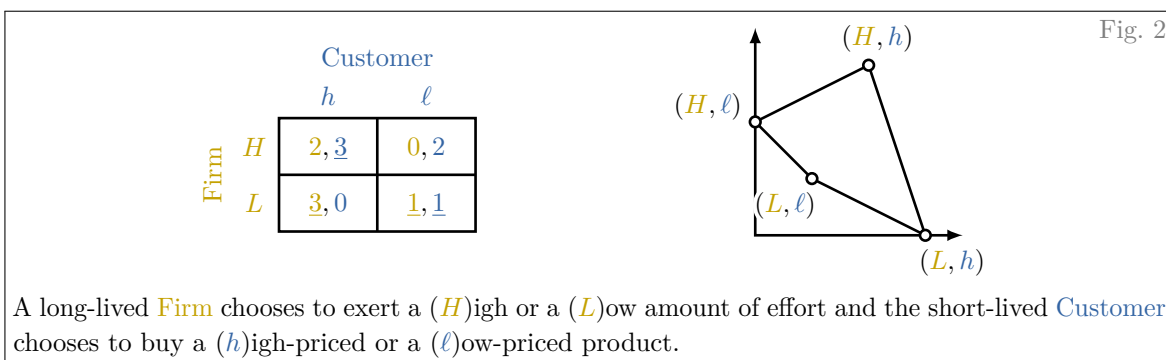 Fig. 2
Customer
h ℓ
Firm
H 2,3 0,2
L 3,0 1,1
(H,h)
(H,ℓ)
(L,ℓ)
(L,h)
A long-lived Firm chooses to exert a (H)igh or a (L)ow amount of effort and the short-lived Customer
chooses to buy a (h)igh-priced or a (ℓ)ow-priced product.